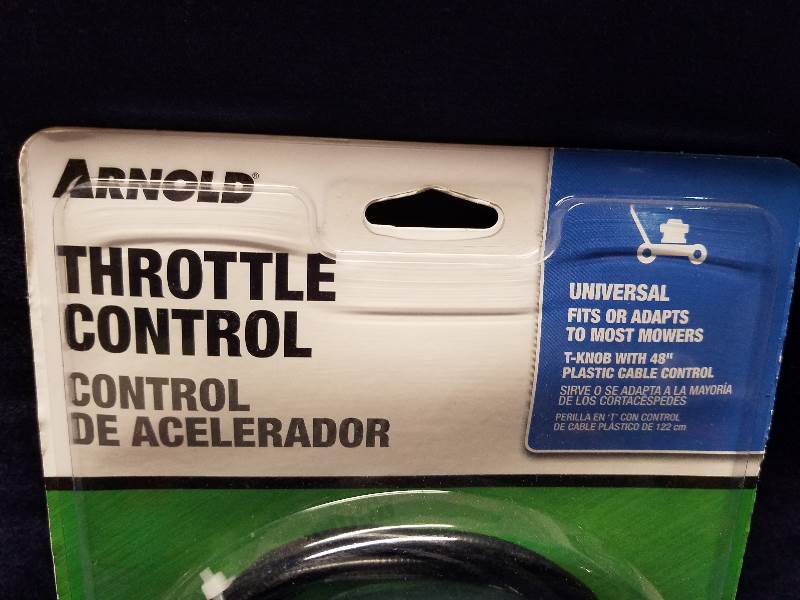 ARNOLD®
THROTTLE
CONTROL
CONTROL
DE ACELERADOR
UNIVERSAL
FITS OR ADAPTS
TO MOST MOWERS
T-KNOB WITH 48"
PLASTIC CABLE CONTROL
SIRVE O SE ADAPTA A LA MAYORÍA
DE LOS CORTACÉSPEDES
PERILLA EN 'T' CON CONTROL
DE CABLE PLÁSTICO DE 122 cm